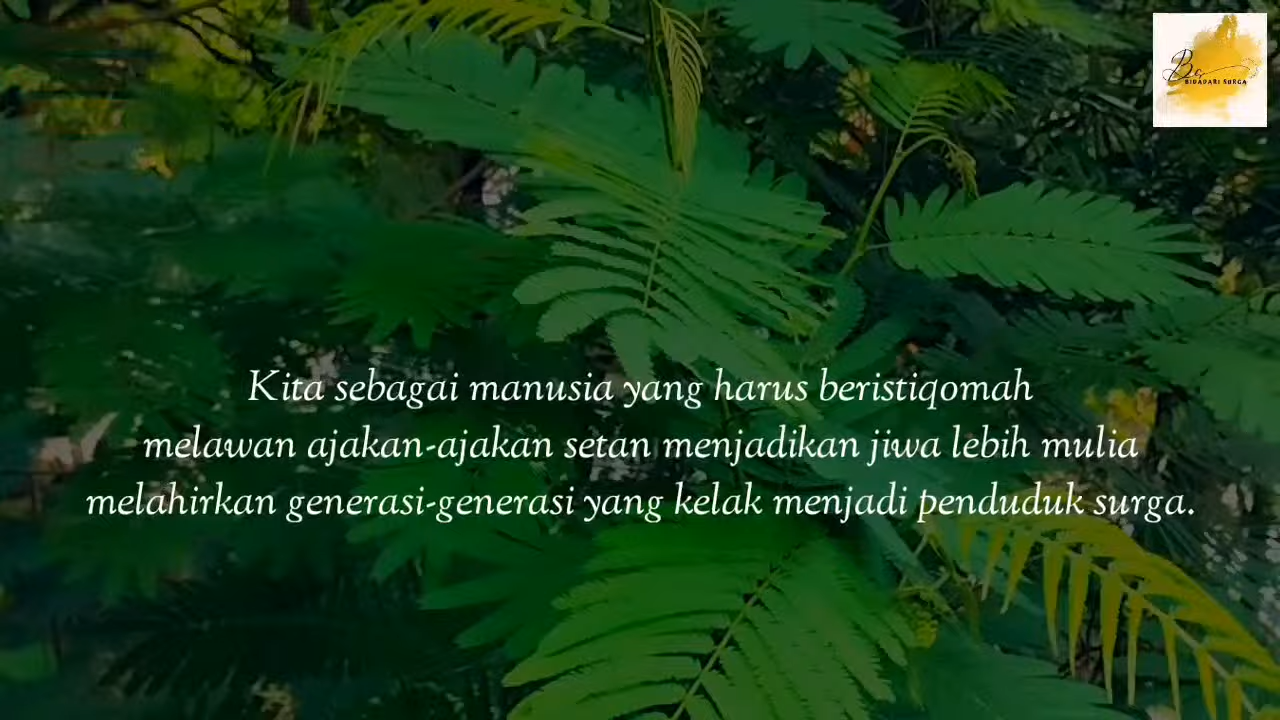 Bs
BIDADARI SURGA
Kita sebagai manusia yang harus beristiqomah
melawan ajakan-ajakan setan menjadikan jiwa lebih mulia
melahirkan generasi-generasi yang kelak menjadi penduduk surga.